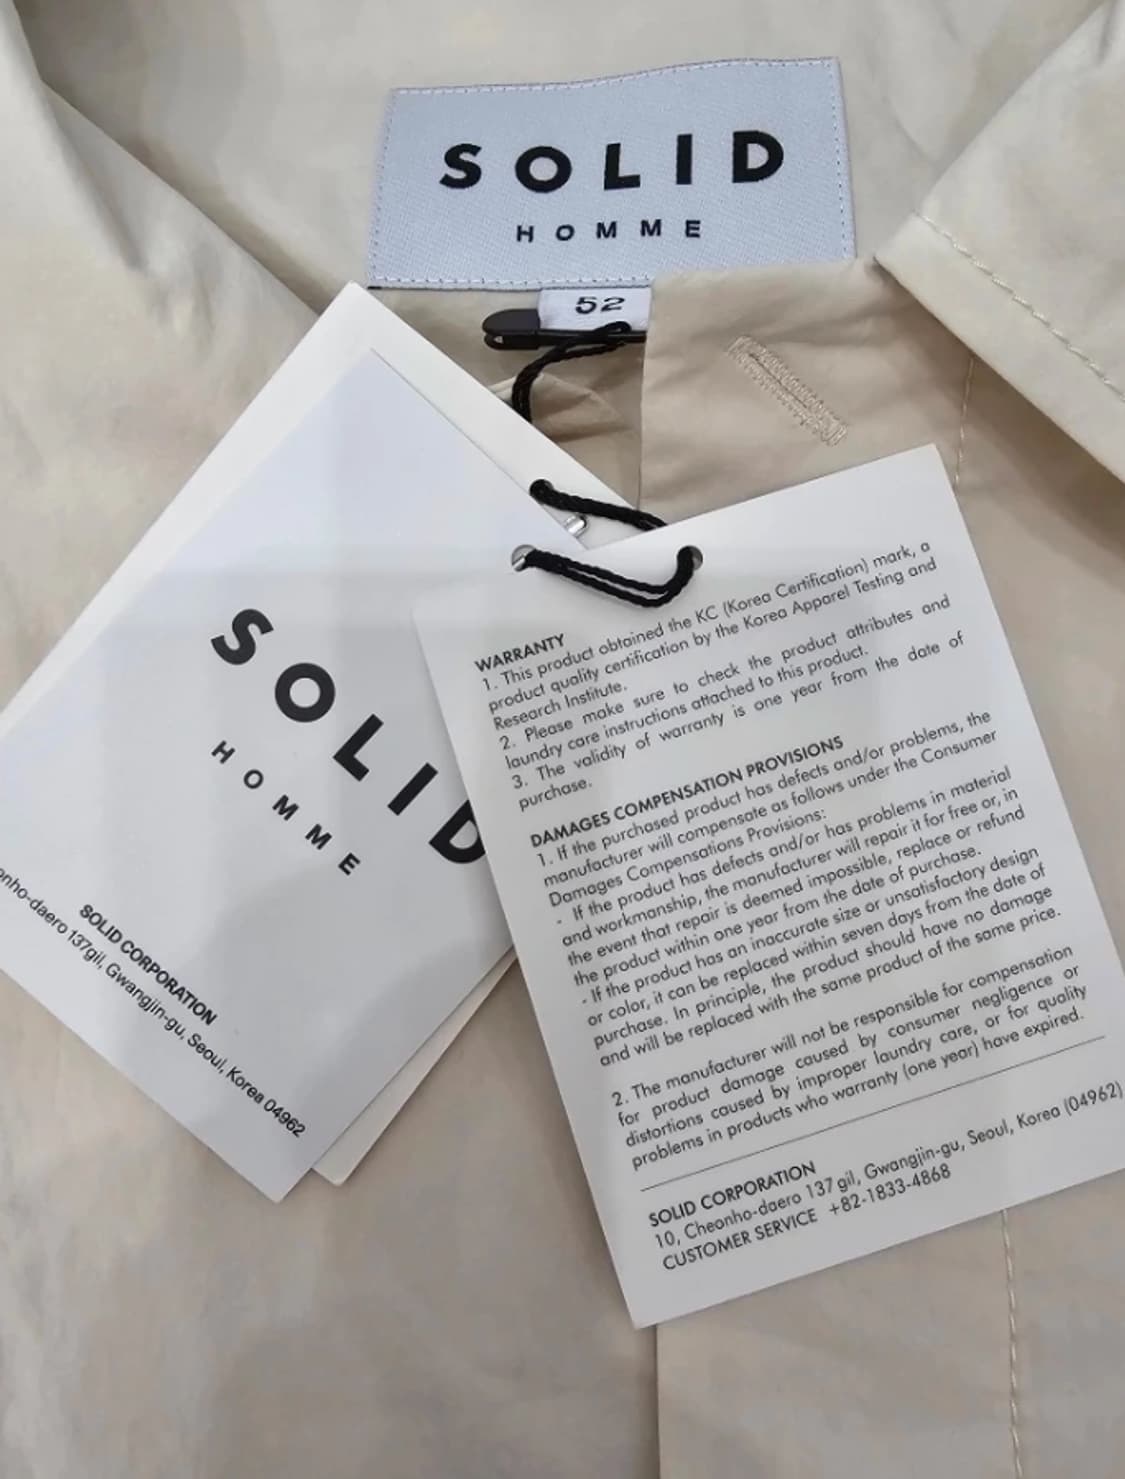 SOLID
HOMME
52
SOLID
HOMME
SOLID CORPORATION
137gil, Gwangjin-gu, Seoul, Korea 04962
WARRANTY
1. This product obtained the KC (Korea Certification) mark, a
product quality certification by the Korea Apparel Testing and
Research Institute.
2. Please make sure to check the product attributes and
laundry care instructions attached to this product.
3. The validity of warranty is one year from the date of
purchase.
DAMAGES COMPENSATION PROVISIONS
1. If the purchased product has defects and/or problems, the
manufacturer will compensate as follows under the Consumer
Damages Compensations Provisions:
- If the product has defects and/or has problems in material
and workmanship, the manufacturer will repair it for free or, in
the event that repair is deemed impossible, replace or refund
the product within one year from the date of purchase.
- If the product has an inaccurate size or unsatisfactory design
or color, it can be replaced within seven days from the date of
purchase. In principle, the product should have no damage
and will be replaced with the same product of the same price.
2. The manufacturer will not be responsible for compensation
for product damage caused by consumer negligence or
distortions caused by improper laundry care, or for quality
problems in products who warranty (one year) have expired.
SOLID CORPORATION
10, Cheonho-daero 137 gil, Gwangjin-gu, Seoul, Korea (04962)
CUSTOMER SERVICE +82-1833-4868